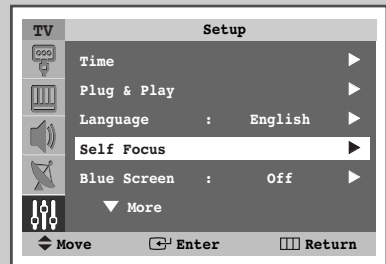 TV Setup
Time
Plug & Play
Language : English
Self Focus
Blue Screen : Off
More
Move Enter Return